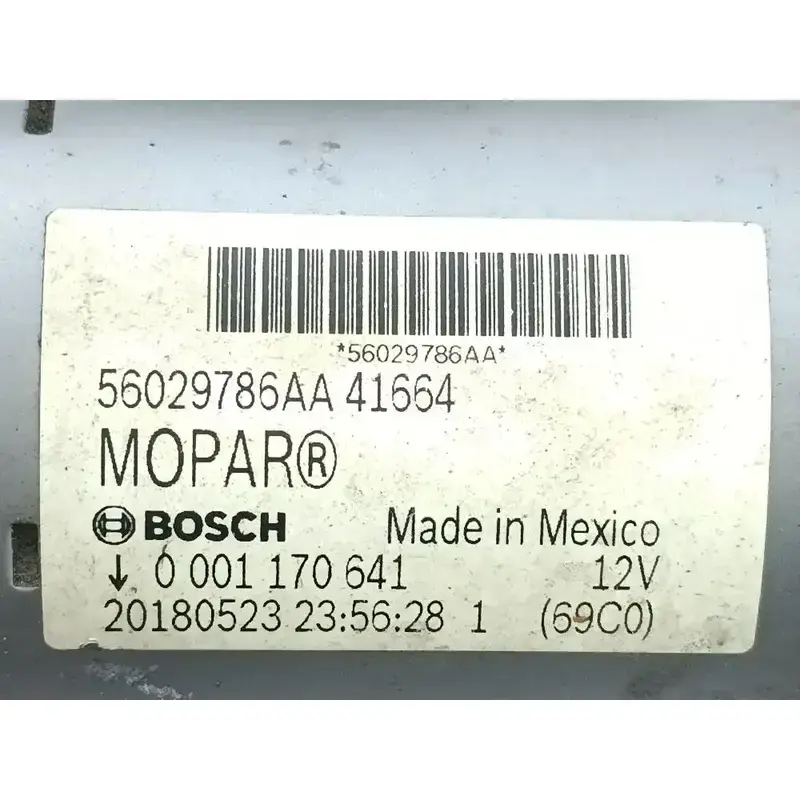 *56029786AA*
56029786AA 41664
MOPAR®
BOSCH Made in Mexico
↓ 0 001 170 641 12V
20180523 23:56:28 1 (69C0)